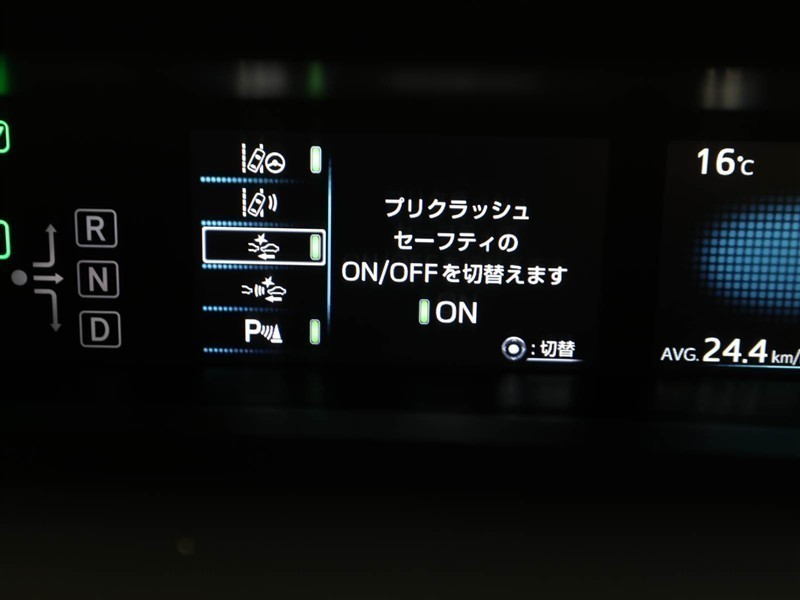 R
N
D
P
プリクラッシュ
セーフティの
ON/OFFを切替えます
ON
:切替
16℃
AVG. 24.4 km/